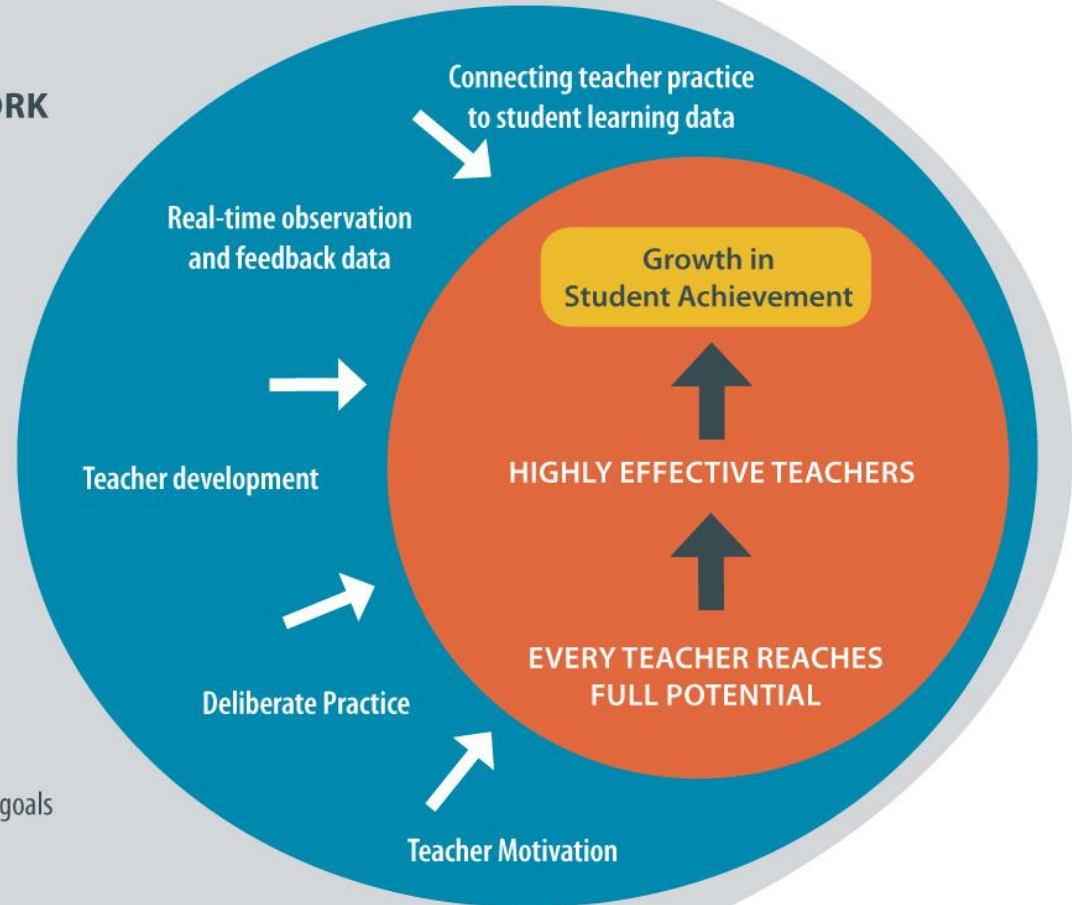 Connecting teacher practice
to student learning data
Real-time observation
and feedback data
Growth in
Student Achievement
Teacher development
HIGHLY EFFECTIVE TEACHERS
EVERY TEACHER REACHES
FULL POTENTIAL
Deliberate Practice
goals
Teacher Motivation